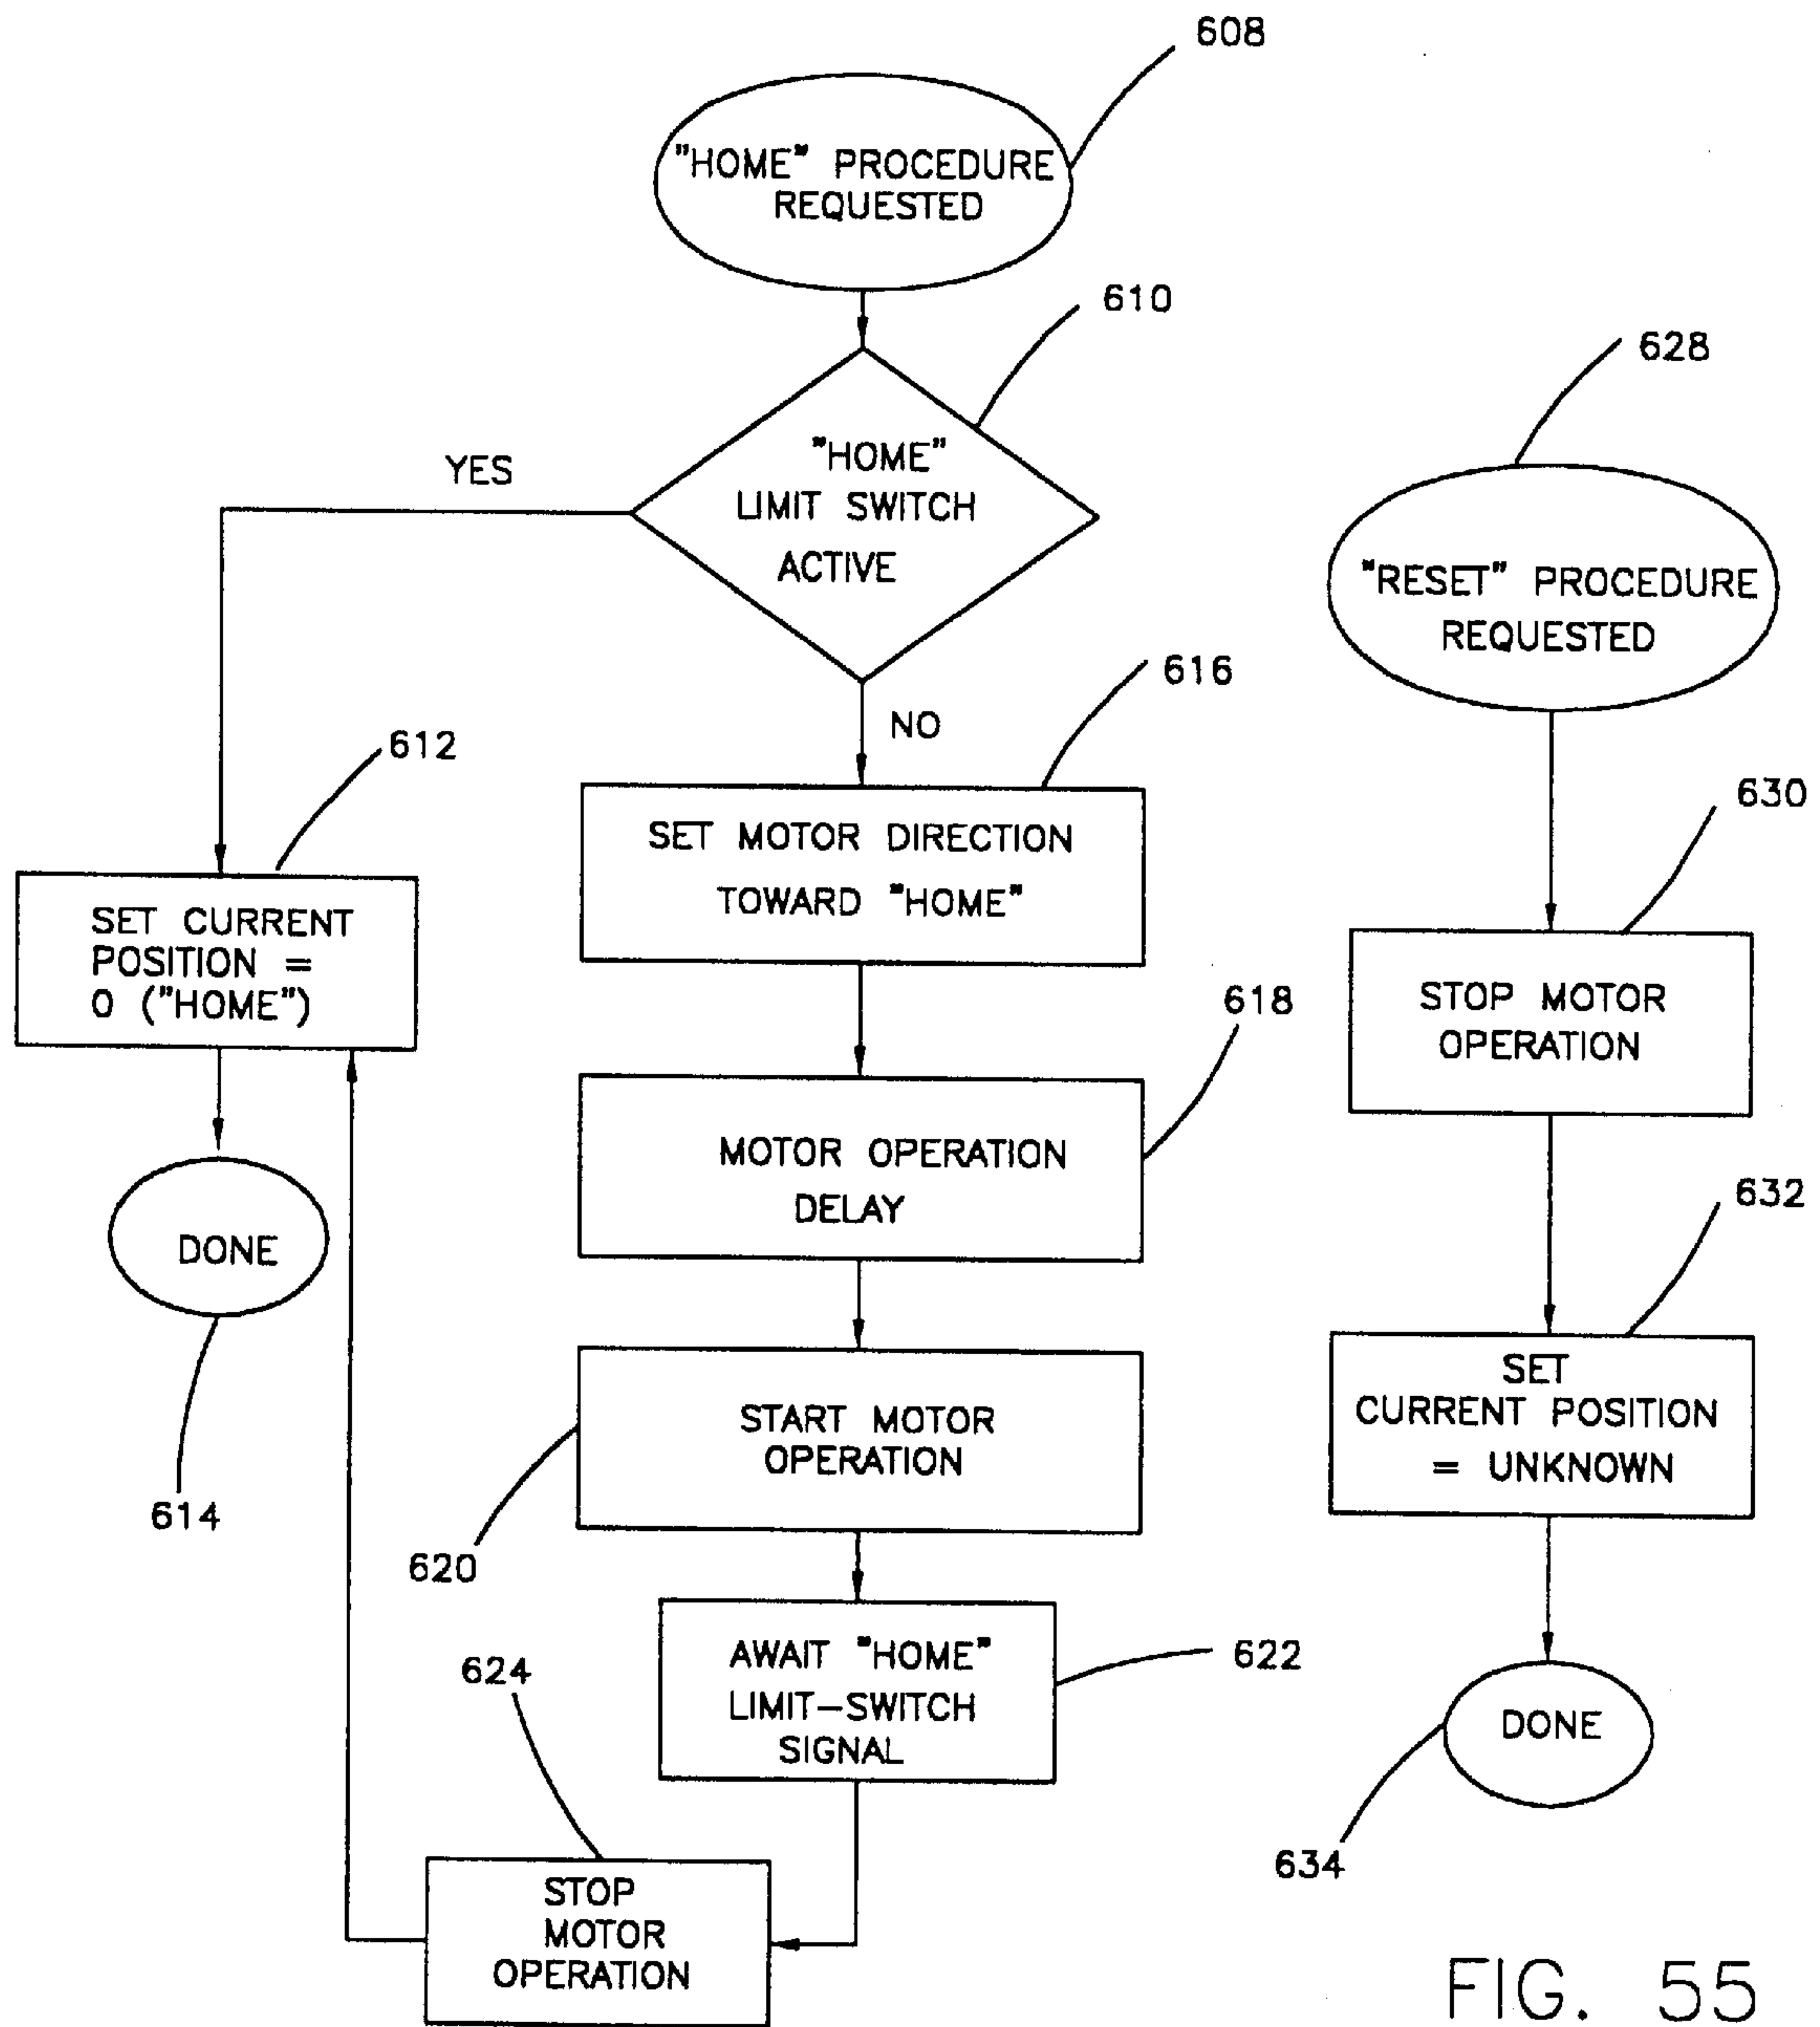 608
"HOME" PROCEDURE
REQUESTED
610
"HOME"
LIMIT SWITCH
ACTIVE
YES
NO
612
SET CURRENT
POSITION =
0 ("HOME")
DONE
614
616
SET MOTOR DIRECTION
TOWARD "HOME"
618
MOTOR OPERATION
DELAY
START MOTOR
OPERATION
620
AWAIT "HOME"
LIMIT-SWITCH
SIGNAL
622
624
STOP
MOTOR
OPERATION
628
"RESET" PROCEDURE
REQUESTED
630
STOP MOTOR
OPERATION
632
SET
CURRENT POSITION
= UNKNOWN
DONE
634
FIG. 55